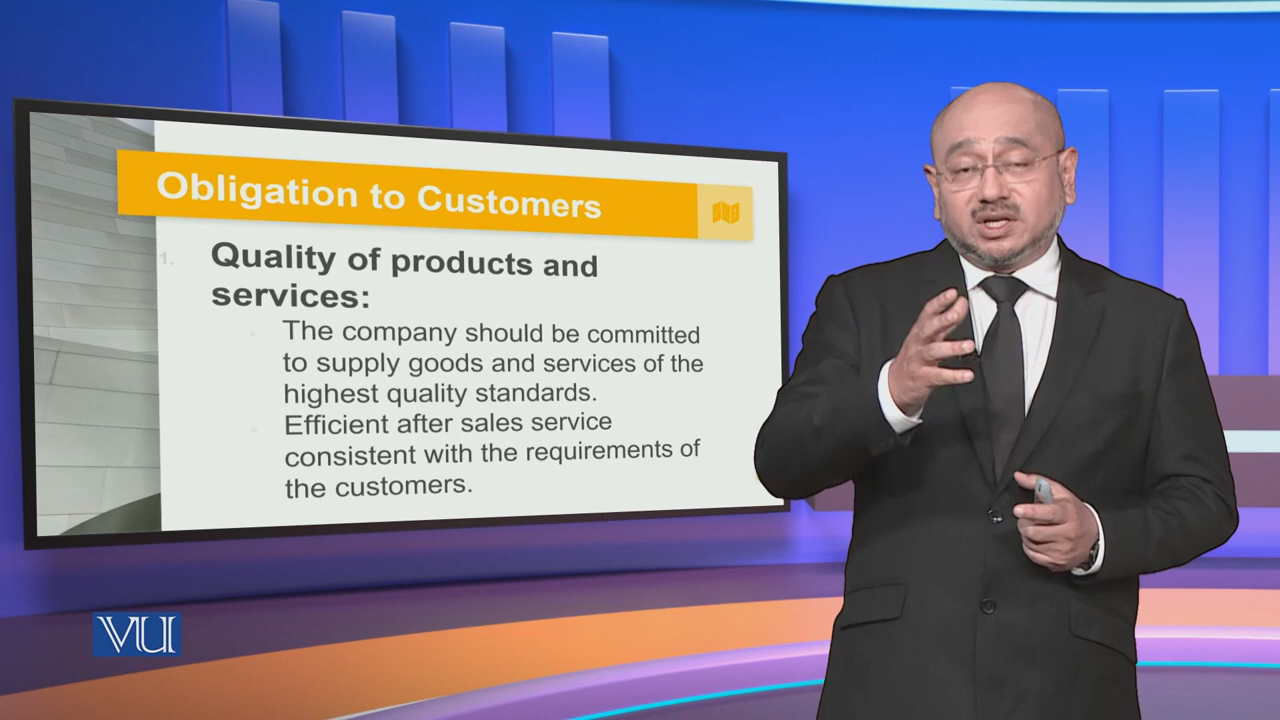 Obligation to Customers
1. Quality of products and
services:
The company should be committed
to supply goods and services of the
highest quality standards.
Efficient after sales service
consistent with the requirements of
the customers.
VU